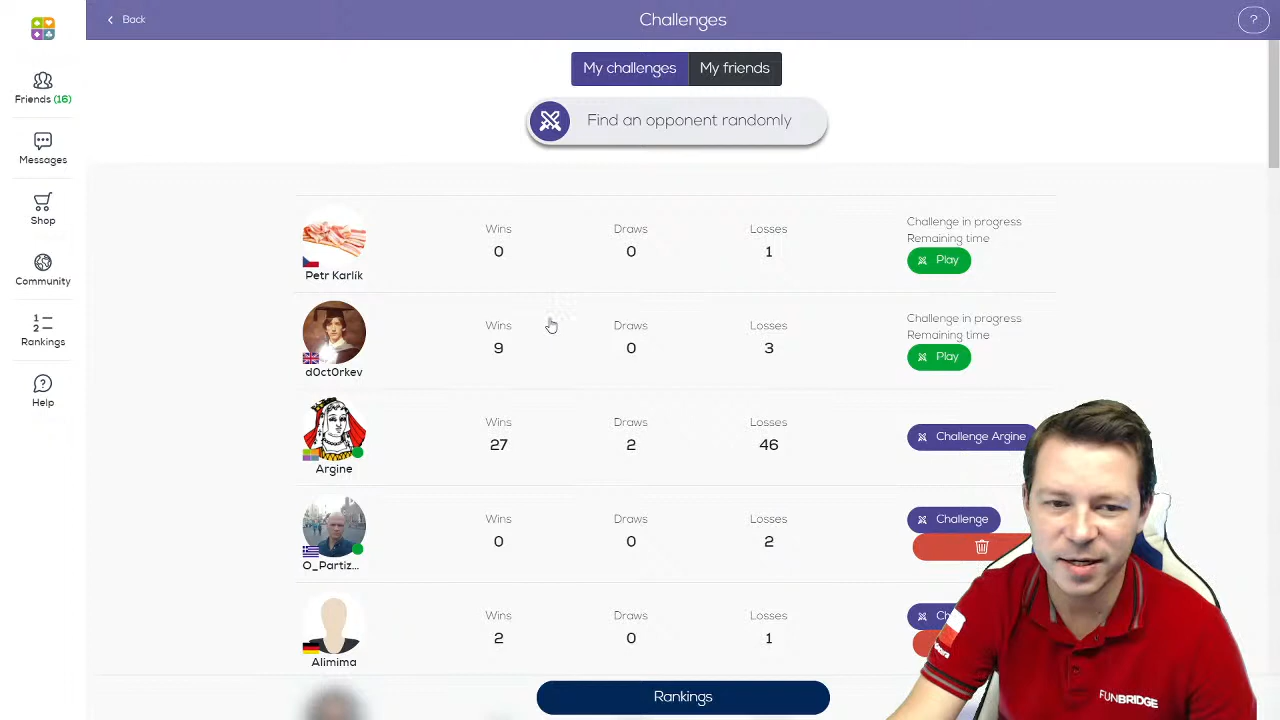 Back
Challenges
?
My challenges
My friends
Find an opponent randomly
Friends (16)
Messages
Shop
Community
1
2
Rankings
Help
Wins
0
Draws
0
Losses
1
Challenge in progress
Remaining time
Play
Petr Karlík
Wins
9
Draws
0
Losses
3
Challenge in progress
Remaining time
Play
d0ct0rkev
Wins
27
Draws
2
Losses
46
Challenge Argine
Argine
Wins
0
Draws
0
Losses
2
Challenge
O_Partiz...
Wins
2
Draws
0
Losses
1
Alimima
Rankings
FUNBRIDGE